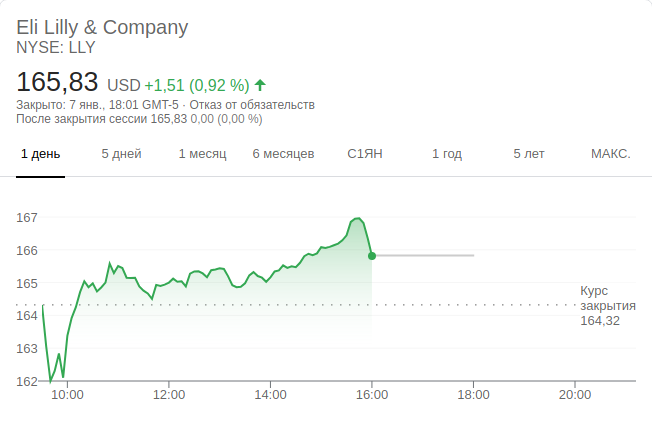 Eli Lilly & Company
NYSE: LLY
165,83 USD +1,51 (0,92 %)
Закрыто: 7 янв., 18:01 GMT-5 · Отказ от обязательств
После закрытия сессии 165,83 0,00 (0,00 %)
1 день 5 дней 1 месяц 6 месяцев С1ЯН 1 год 5 лет МАКС.
167
166
165
164
163
162
Курс
закрытия
164,32
10:00 12:00 14:00 16:00 18:00 20:00